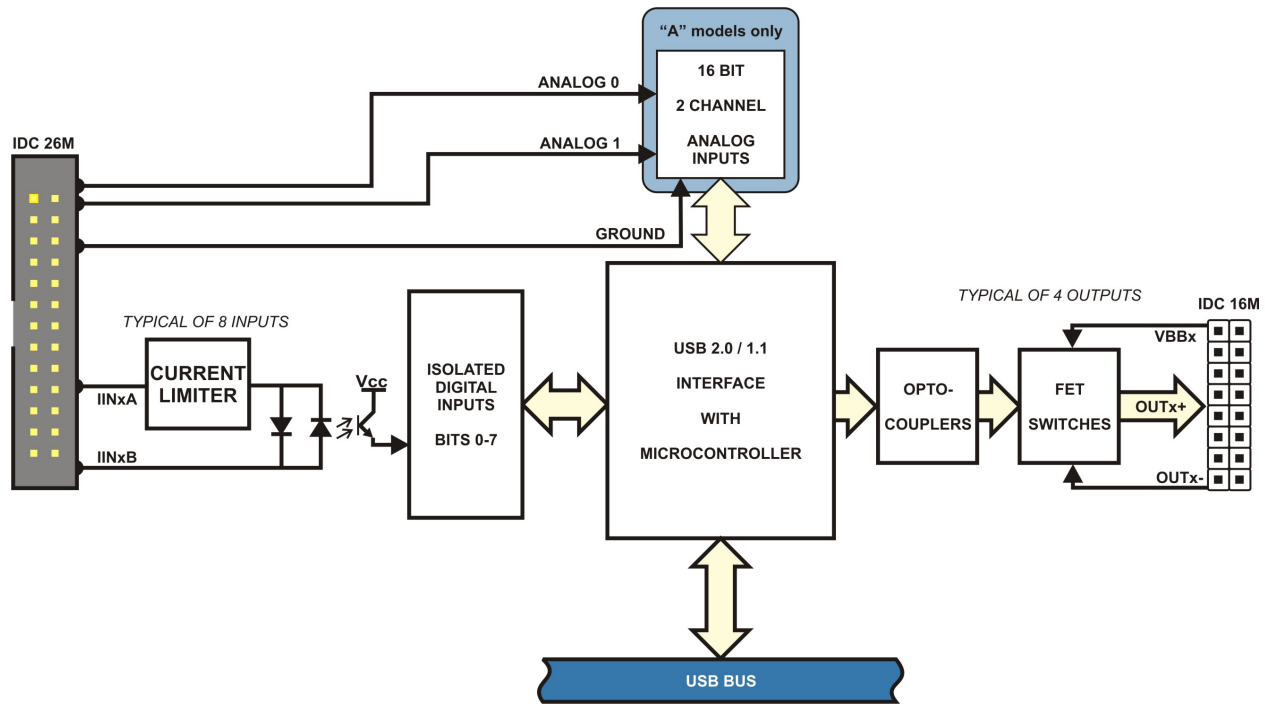 “A” models only
16 BIT
2 CHANNEL
ANALOG
INPUTS
ANALOG 0
ANALOG 1
GROUND
IDC 26M
TYPICAL OF 8 INPUTS
CURRENT
LIMITER
IINxA
IINxB
Vcc
ISOLATED
DIGITAL
INPUTS
BITS 0-7
USB 2.0 / 1.1
INTERFACE
WITH
MICROCONTROLLER
TYPICAL OF 4 OUTPUTS
OPTO-
COUPLERS
FET
SWITCHES
IDC 16M
VBBx
OUTx+
OUTx-
USB BUS